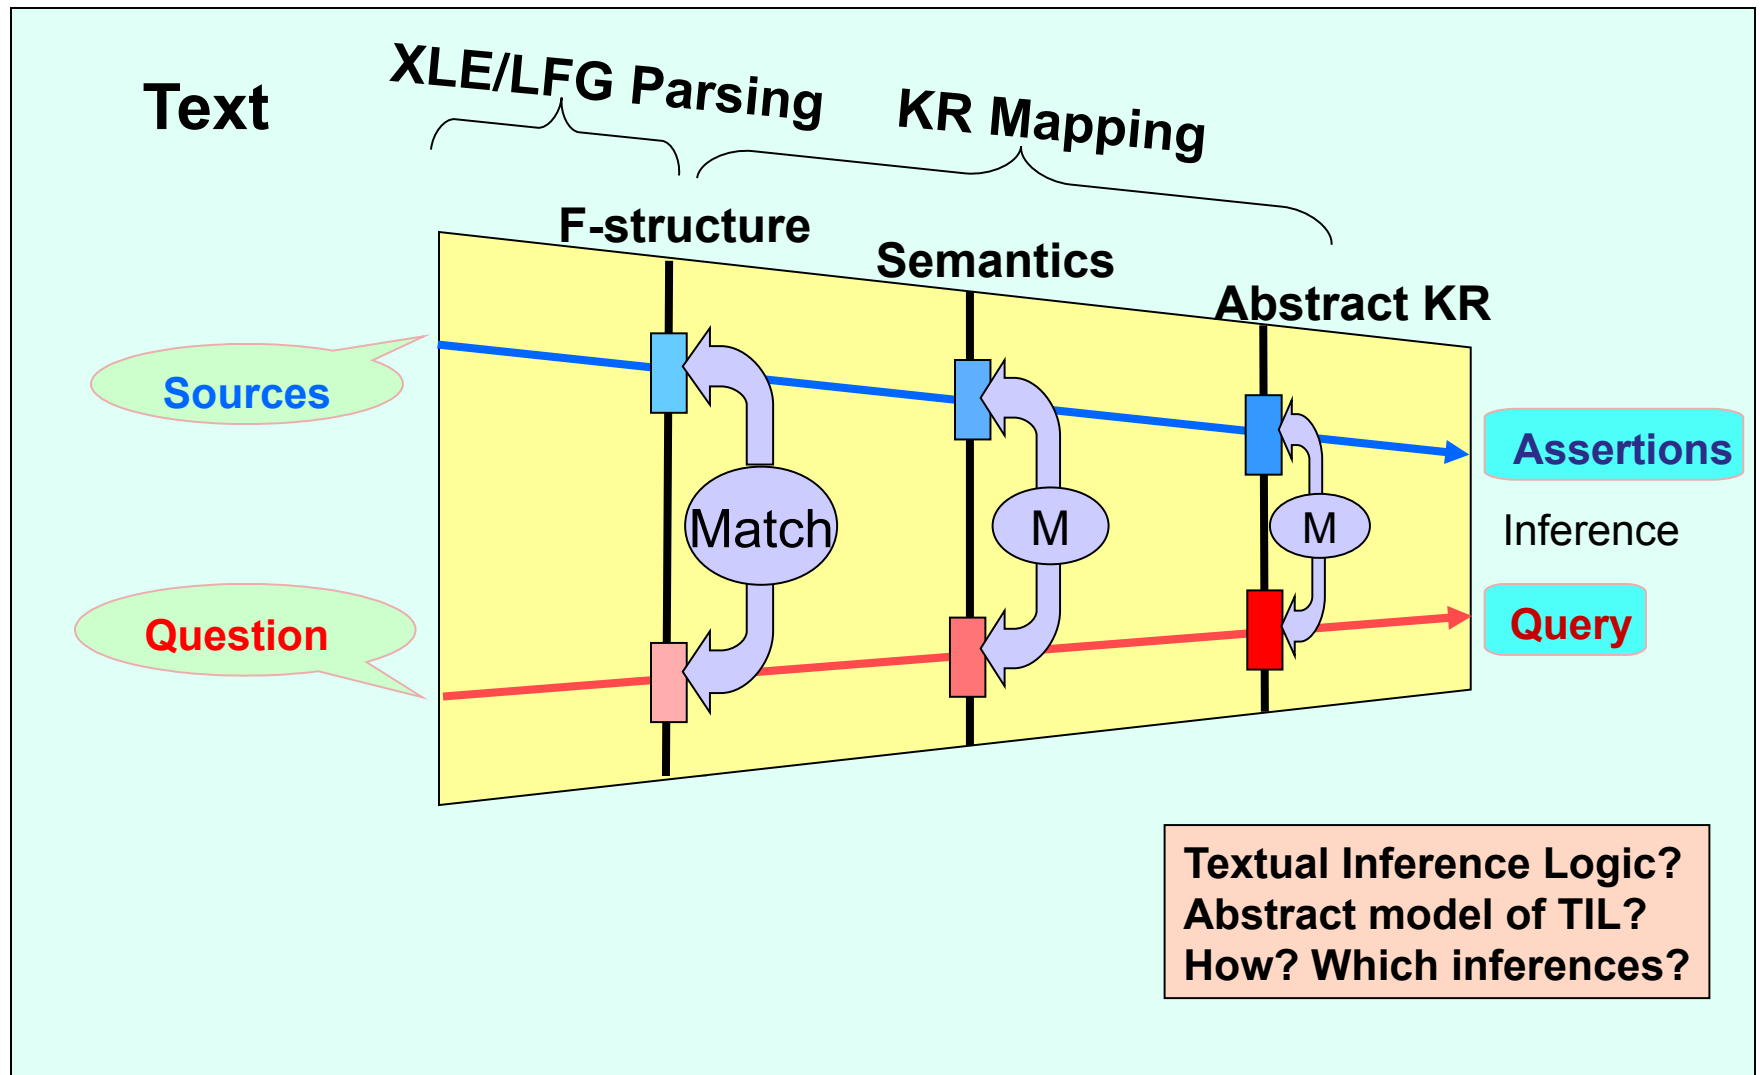 XLE/LFG Parsing
Text
KR Mapping
F-structure
Semantics
Abstract KR
Sources
Assertions
Match
M
M
Inference
Question
Query
Textual Inference Logic?
Abstract model of TIL?
How? Which inferences?